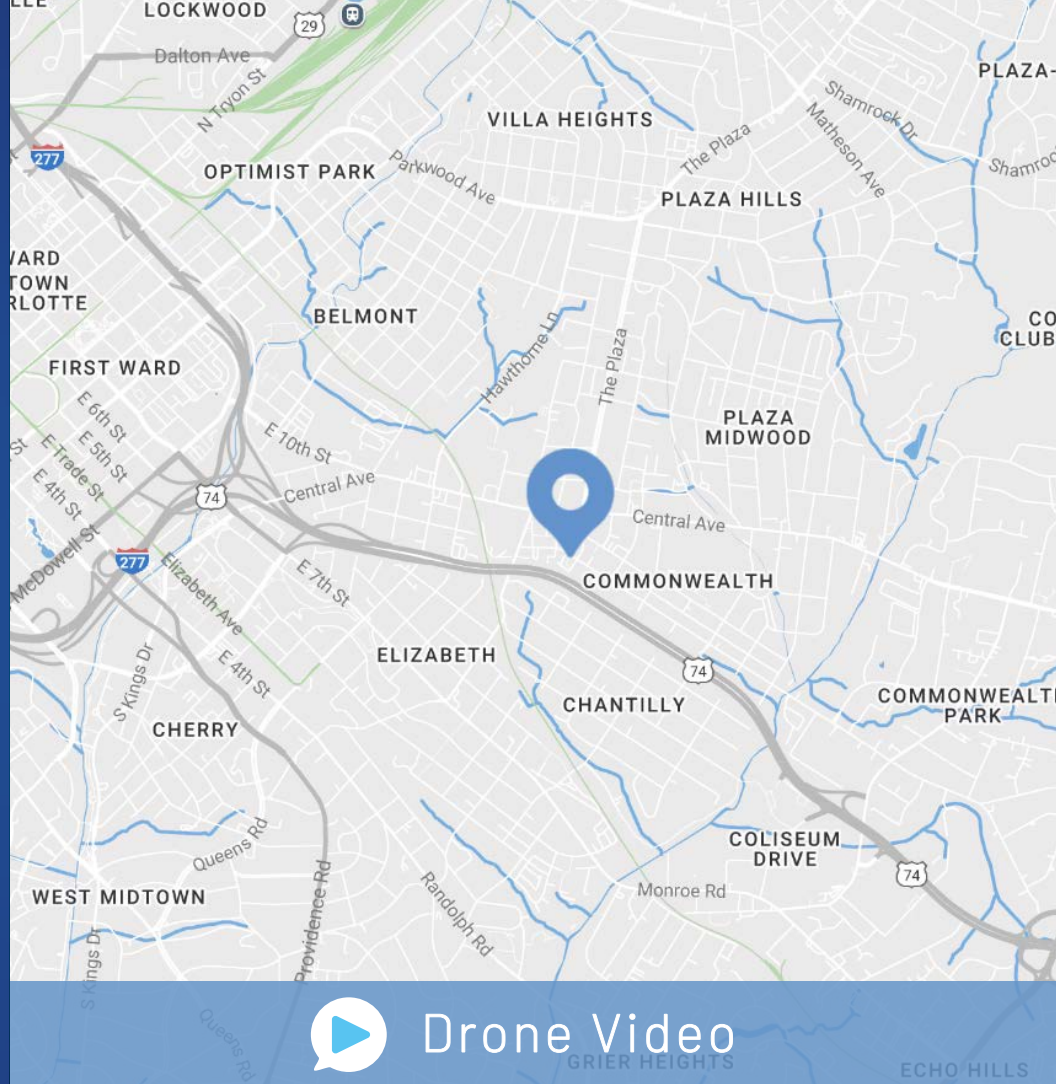 LOCKWOOD
29
Dalton Ave
N Tryon St
PLAZA-
Shamrock Dr
VILLA HEIGHTS
The Plaza
Matheson Ave
Shamroc
277
OPTIMIST PARK
Parkwood Ave
PLAZA HILLS
WARD
TOWN
RLOTTE
BELMONT
Hawthorne Ln
CO
CLUB
FIRST WARD
The Plaza
E 6th St
E 5th St
E Trade St
E 4th St
St
E 10th St
PLAZA
MIDWOOD
74
Central Ave
Central Ave
McDowell St
277
Elizabeth Ave
E 7th St
COMMONWEALTH
ELIZABETH
E 4th St
S Kings Dr
74
CHANTILLY
COMMONWEALTH
PARK
CHERRY
Queens Rd
COLISEUM
DRIVE
74
Monroe Rd
WEST MIDTOWN
Randolph Rd
Providence Rd
S Kings Dr
Queens Rd
Drone Video
GRIER HEIGHTS
ECHO HILLS